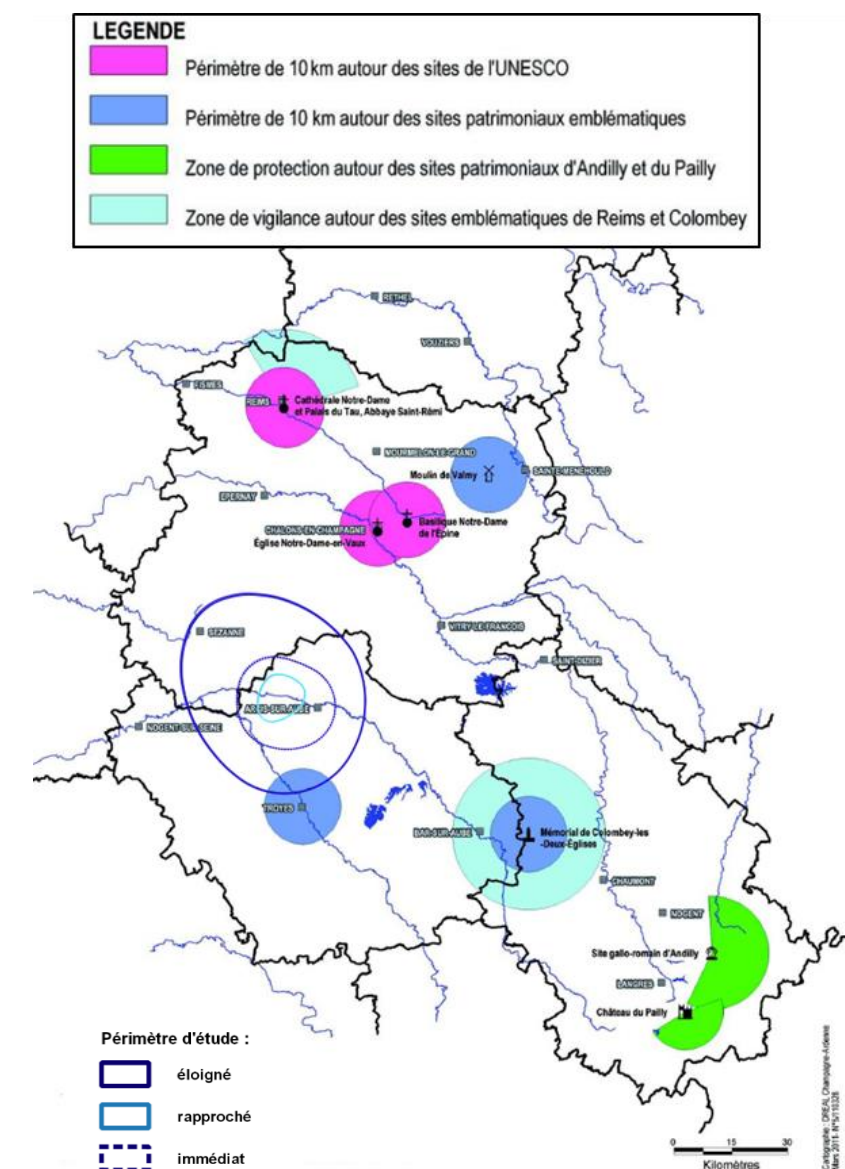 LEGENDE
Périmètre de 10 km autour des sites de l'UNESCO
Périmètre de 10 km autour des sites patrimoniaux emblématiques
Zone de protection autour des sites patrimoniaux d'Andilly et du Pailly
Zone de vigilance autour des sites emblématiques de Reims et Colombey
RETHEL
VOUZIERS
FISMES
REIMS
Cathédrale Notre-Dame
et Palais du Tau, Abbaye Saint-Rémi
MOURMELON-LE-GRAND
Moulin de Valmy
SAINTE-MENEHOULD
EPERNAY
CHALONS-EN-CHAMPAGNE
Église Notre-Dame-en-Vaux
Basilique Notre-Dame
de l'Épine
SEZANNE
VITRY-LE-FRANCOIS
SAINT-DIZIER
ARCIS-SUR-AUBE
NOGENT-SUR-SEINE
TROYES
BAR-SUR-AUBE
Mémorial de Colombey-les
-Deux-Églises
CHAUMONT
NOGENT
Site gallo-romain d'Andilly
LANGRES
Château du Pailly
Périmètre d'étude :
éloigné
rapproché
immédiat
0 15 30
Kilomètres
Cartographie : DREAL Champagne-Ardenne